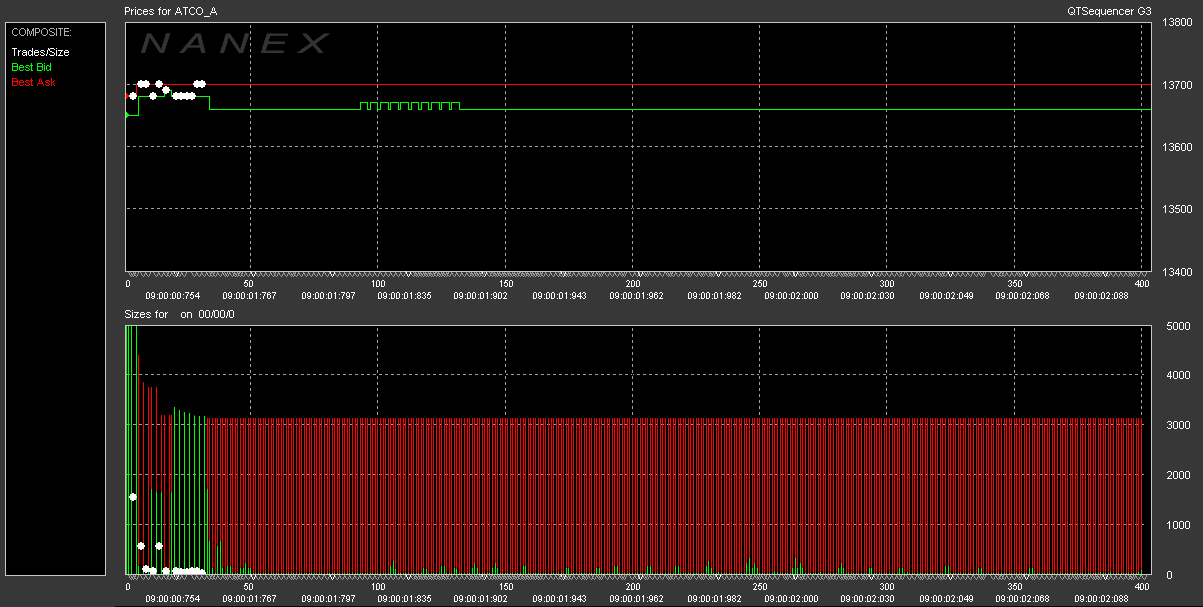 Prices for ATCO_A
QTSequencer G3
COMPOSITE:
Trades/Size
Best Bid
Best Ask
NANEX
13800
13700
13600
13500
13400
0 50 100 150 200 250 300 350 400
09:00:00:754 09:00:01:767 09:00:01:797 09:00:01:835 09:00:01:902 09:00:01:943 09:00:01:962 09:00:01:982 09:00:02:000 09:00:02:030 09:00:02:049 09:00:02:068 09:00:02:088
Sizes for on 00/00/0
5000
4000
3000
2000
1000
0
0 50 100 150 200 250 300 350 400
09:00:00:754 09:00:01:767 09:00:01:797 09:00:01:835 09:00:01:902 09:00:01:943 09:00:01:962 09:00:01:982 09:00:02:000 09:00:02:030 09:00:02:049 09:00:02:068 09:00:02:088